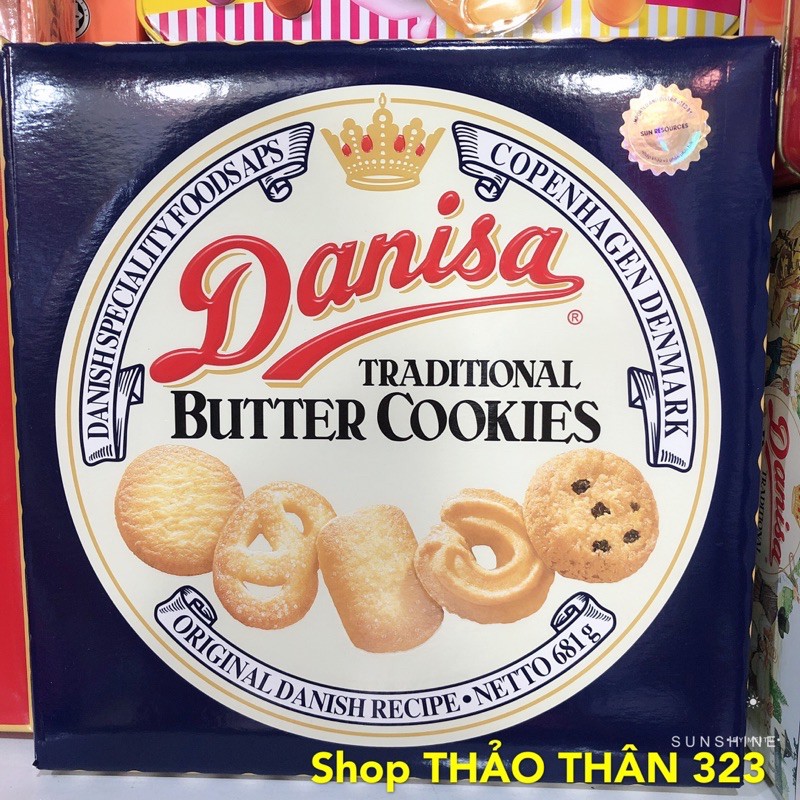 SUN RESOURCES
DANISH SPECIALITY FOODS APS
COPENHAGEN DENMARK
Danisa
®
TRADITIONAL
BUTTER COOKIES
Danisa
ORIGINAL DANISH RECIPE • NETTO 681g
SUNSHINE
Shop THẢO THÂN 323